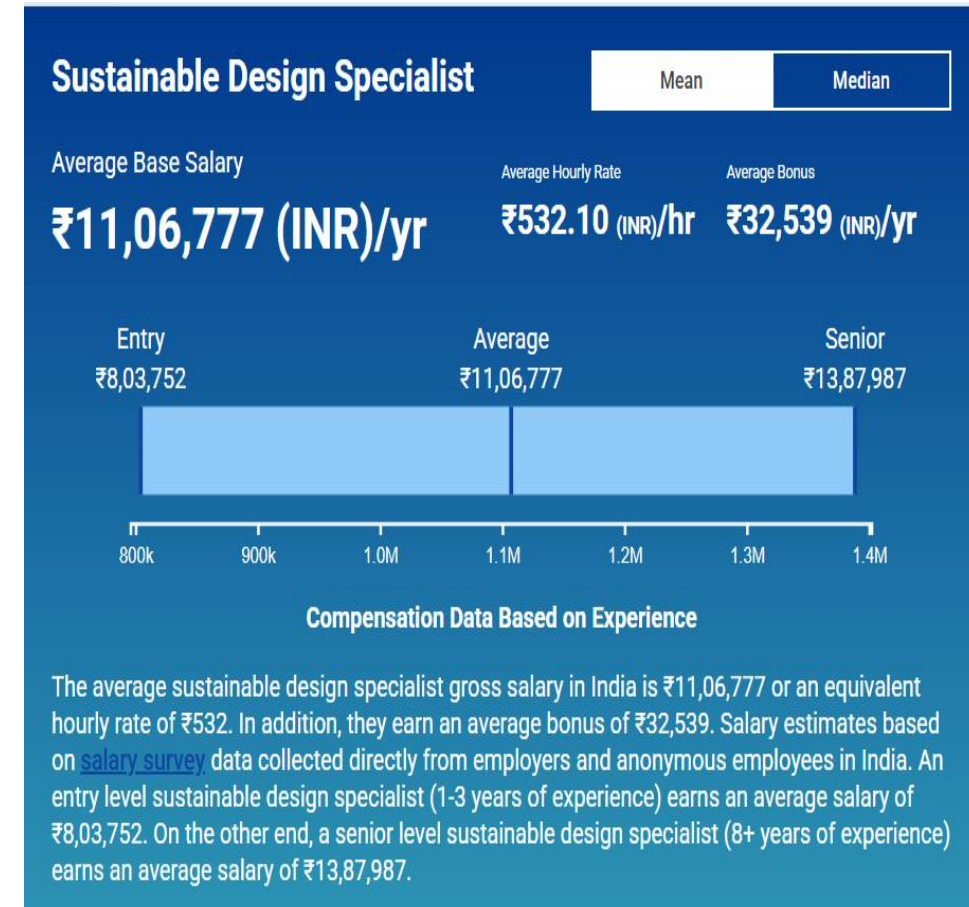 Sustainable Design Specialist
Mean Median
Average Base Salary
₹11,06,777 (INR)/yr
Average Hourly Rate
₹532.10 (INR)/hr
Average Bonus
₹32,539 (INR)/yr
Entry Average Senior
₹8,03,752 ₹11,06,777 ₹13,87,987
800k 900k 1.0M 1.1M 1.2M 1.3M 1.4M
Compensation Data Based on Experience
The average sustainable design specialist gross salary in India is ₹11,06,777 or an equivalent
hourly rate of ₹532. In addition, they earn an average bonus of ₹32,539. Salary estimates based
on salary survey data collected directly from employers and anonymous employees in India. An
entry level sustainable design specialist (1-3 years of experience) earns an average salary of
₹8,03,752. On the other end, a senior level sustainable design specialist (8+ years of experience)
earns an average salary of ₹13,87,987.